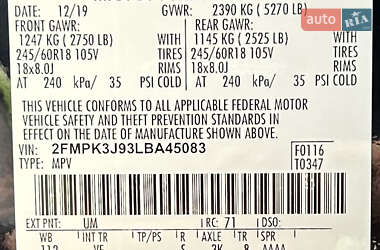 AUTO RIA
DATE: 12/19 GVWR: 2390 KG (5270 LB)
FRONT GAWR: REAR GAWR:
1247 KG (2750 LB) WITH 1145 KG (2525 LB) WITH
245/60R18 105V TIRES 245/60R18 105V TIRES
18x8.0J RIMS 18x8.0J RIMS
AT 240 kPa/ 35 PSI COLD AT 240 kPa/ 35 PSI COLD
THIS VEHICLE CONFORMS TO ALL APPLICABLE FEDERAL MOTOR
VEHICLE SAFETY AND THEFT PREVENTION STANDARDS IN
EFFECT ON THE DATE OF MANUFACTURE SHOWN ABOVE.
VIN: 2FMPK3J93LBA45083 F0116
TYPE: MPV T0347
EXT PNT: UM RC: 71 DSO:
WB INT TR TP/PS R AXLE TR SPR